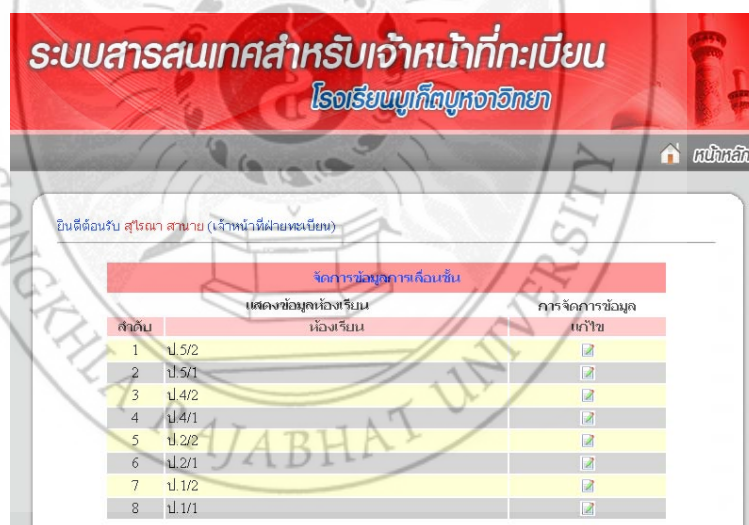 ระบบสารสนเทศสำหรับเจ้าหน้าที่ทะเบียน
โรงเรียนบูเก็ตบูหงาวิทยา
หน้าหลัก
ยินดีต้อนรับ สุไรณา สานาย (เจ้าหน้าที่ฝ่ายทะเบียน)
จัดการข้อมูลการเลื่อนชั้น
แสดงข้อมูลห้องเรียน การจัดการข้อมูล
ลำดับ ห้องเรียน แก้ไข
1 ป.5/2
2 ป.5/1
3 ป.4/2
4 ป.4/1
5 ป.2/2
6 ป.2/1
7 ป.1/2
8 ป.1/1
SONGKHLA RAJABHAT UNIVERSITY